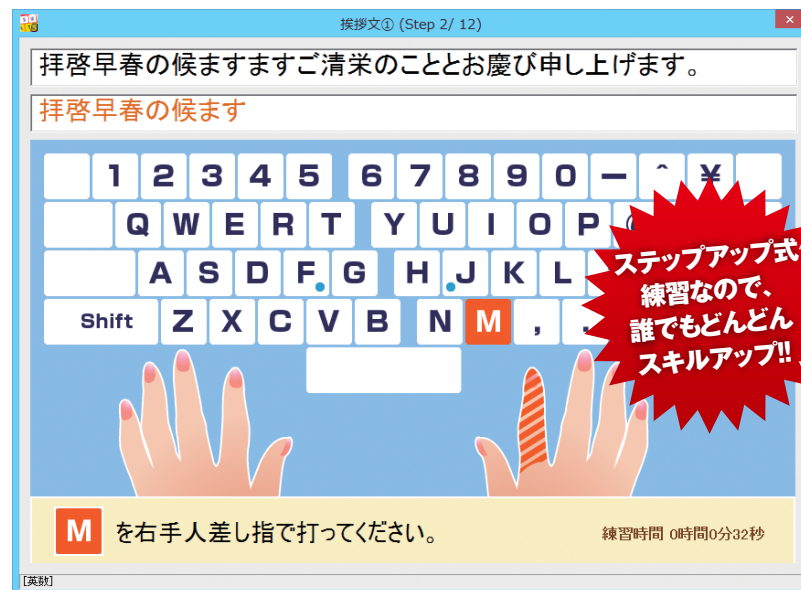 挨拶文① (Step 2/ 12)
拝啓早春の候ますますご清栄のこととお慶び申し上げます。
拝啓早春の候ます
1 2 3 4 5 6 7 8 9 0 ー ^ ¥
Q W E R T Y U I O P
A S D F G H J K L
Shift Z X C V B N M , .
ステップアップ式
練習なので、
誰でもどんどん
スキルアップ!!
M を右手人差し指で打ってください。
練習時間 0時間0分32秒
[英数]